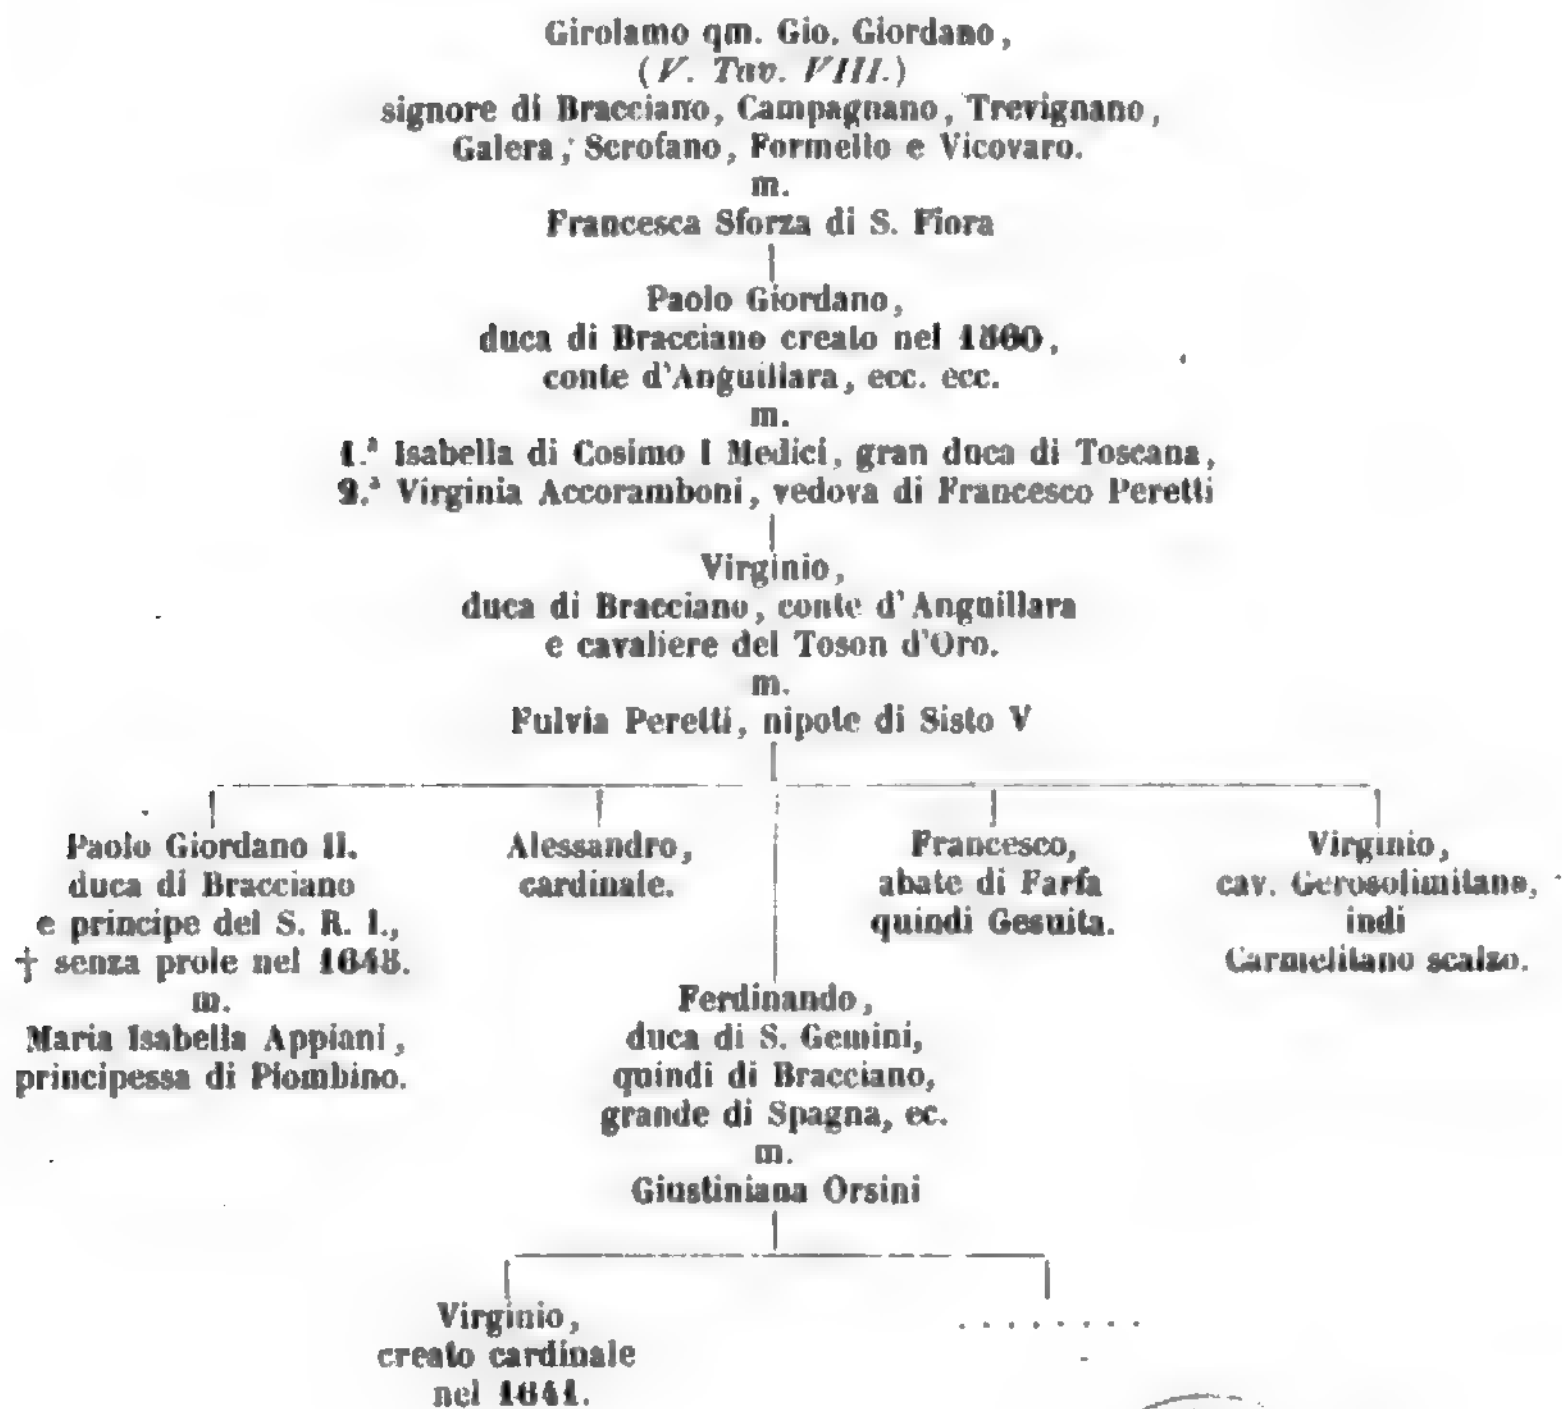 Girolamo qm. Gio. Giordano,
(V. Tav. VIII.)
signore di Bracciano, Campagnano, Trevignano,
Galera, Scrofano, Formello e Vicovaro.
m.
Francesca Sforza di S. Fiora
Paolo Giordano,
duca di Bracciano creato nel 1560,
conte d'Anguillara, ecc. ecc.
m.
1.ª Isabella di Cosimo I Medici, gran duca di Toscana,
2.ª Virginia Accoramboni, vedova di Francesco Peretti
Virginio,
duca di Bracciano, conte d'Anguillara
e cavaliere del Toson d'Oro.
m.
Fulvia Peretti, nipote di Sisto V
Paolo Giordano II.
duca di Bracciano
e principe del S. R. I.,
† senza prole nel
m.
Maria Isabella Appiani,
principessa di Piombino.
Alessandro,
cardinale.
Francesco,
abate di Farfa
quindi Gesuita.
Virginio,
cav. Gerosolimitano,
indi
Carmelitano scalzo.
Ferdinando,
duca di S. Gemini,
quindi di Bracciano,
grande di Spagna, ec.
m.
Giustiniana Orsini
Virginio,
creato cardinale
nel 1641.
. . . . . . . .